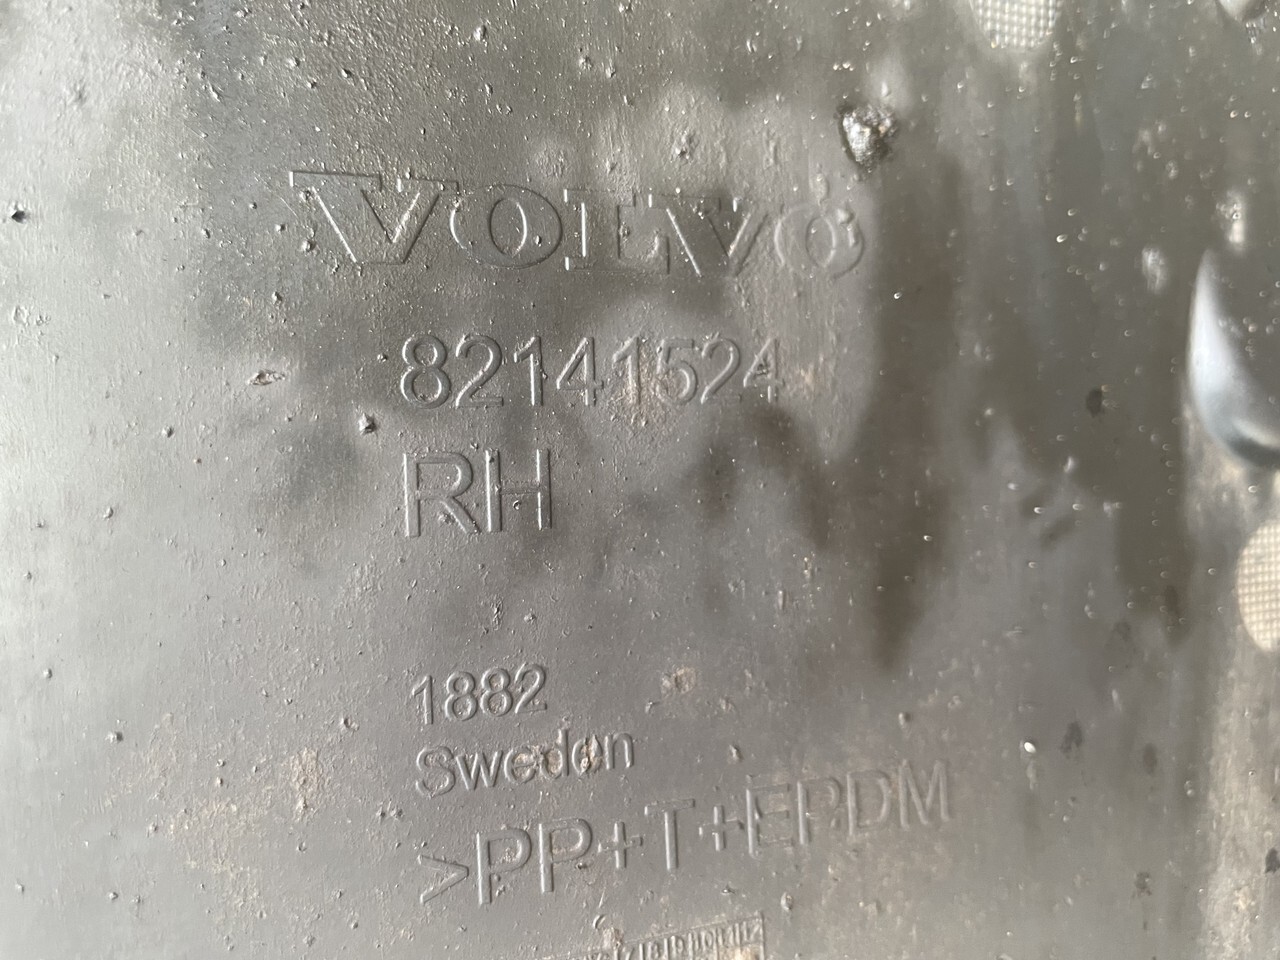 VOLVO
82141524
RH
1882
Sweden
>PP+T+EPDM